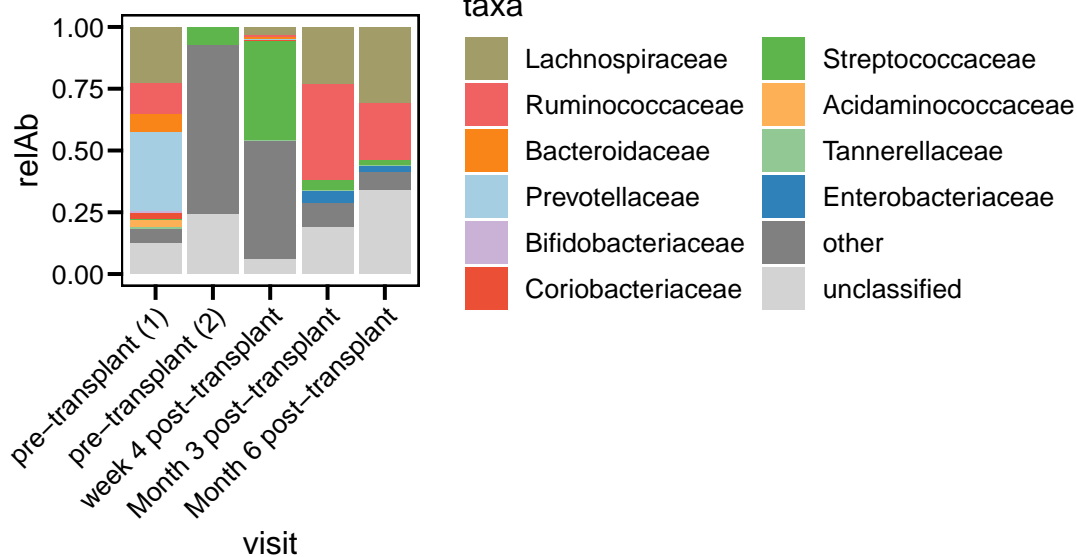 taxa
1.00
0.75
0.50
0.25
0.00
relAb
Lachnospiraceae
Ruminococcaceae
Bacteroidaceae
Prevotellaceae
Bifidobacteriaceae
Coriobacteriaceae
Streptococcaceae
Acidaminococcaceae
Tannerellaceae
Enterobacteriaceae
other
unclassified
pre−transplant (1)
pre−transplant (2)
week 4 post−transplant
Month 3 post−transplant
Month 6 post−transplant
visit